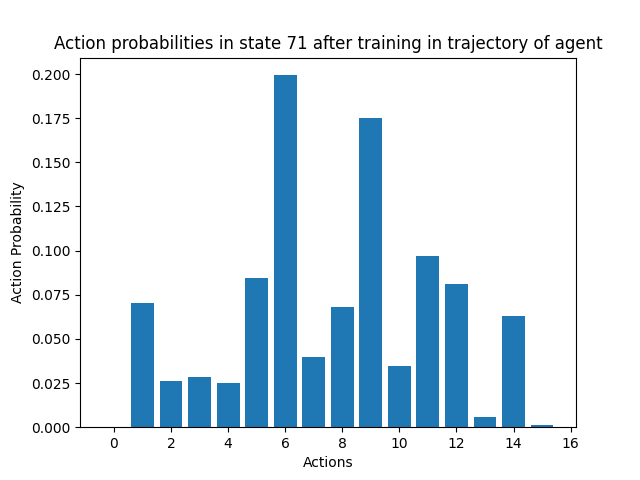 Action probabilities in state 71 after training in trajectory of agent
0.200
0.175
0.150
0.125
0.100
0.075
0.050
0.025
0.000
Action Probability
0 2 4 6 8 10 12 14 16
Actions